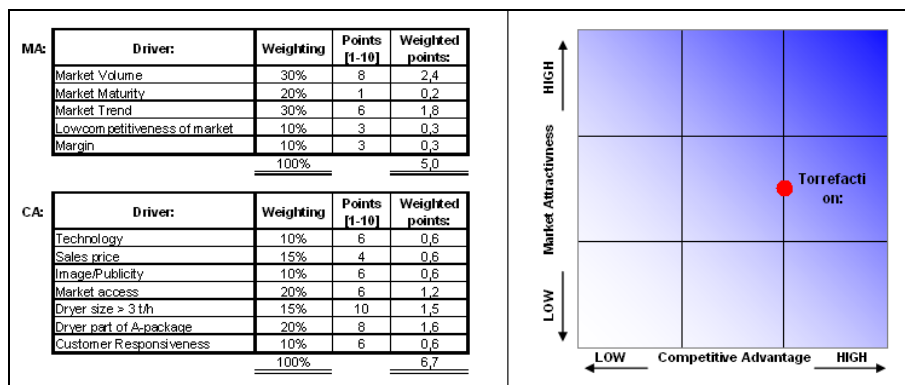 MA: Driver: Weighting Points [1-10] Weighted points:
Market Volume 30% 8 2,4
Market Maturity 20% 1 0,2
Market Trend 30% 6 1,8
Lowcompetitiveness of market 10% 3 0,3
Margin 10% 3 0,3
100% 5,0
CA: Driver: Weighting Points [1-10] Weighted points:
Technology 10% 6 0,6
Sales price 15% 4 0,6
Image/Publicity 10% 6 0,6
Market access 20% 6 1,2
Dryer size > 3 t/h 15% 10 1,5
Dryer part of A-package 20% 8 1,6
Customer Responsiveness 10% 6 0,6
100% 6,7
HIGH
Market Attractivness
LOW
Torrefacti
on:
LOW Competitive Advantage HIGH